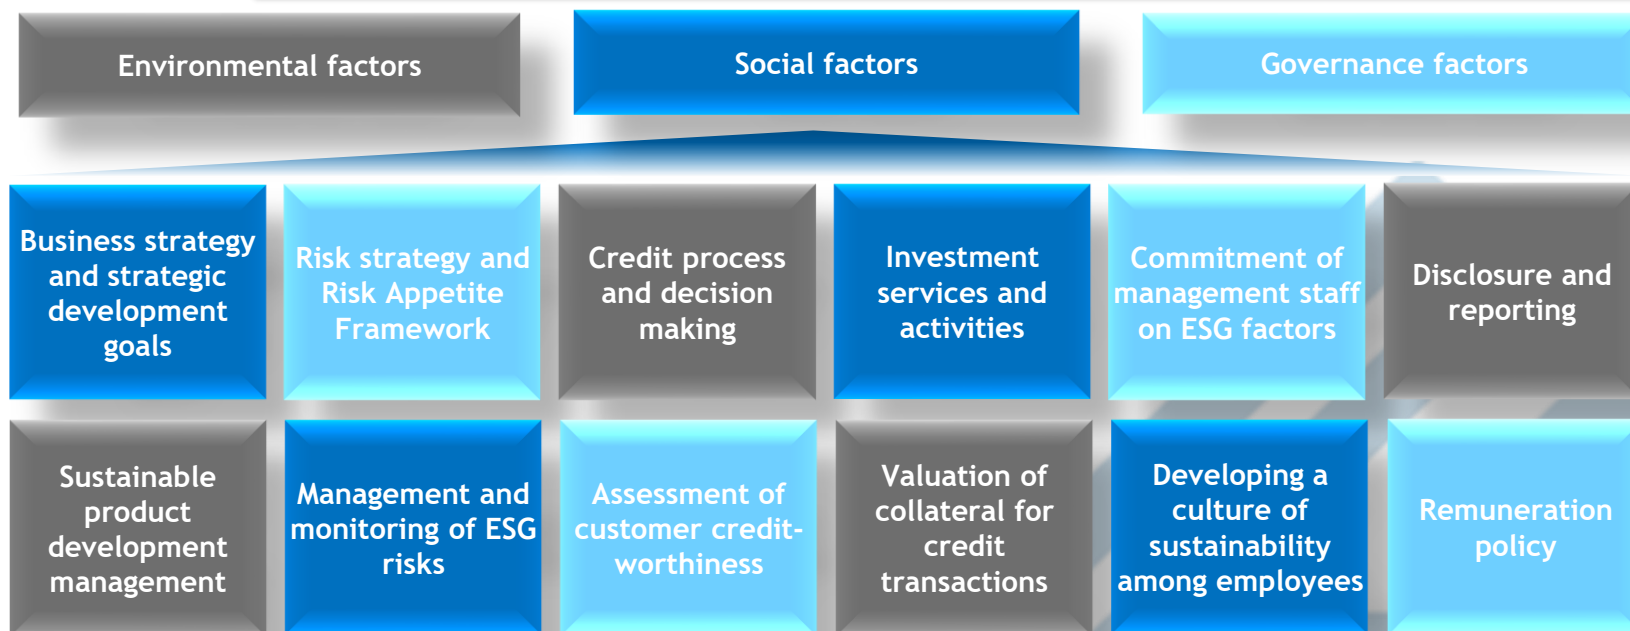 Environmental factors
Social factors
Governance factors
Business strategy
and strategic
development
goals
Risk strategy and
Risk Appetite
Framework
Credit process
and decision
making
Investment
services and
activities
Commitment of
management staff
on ESG factors
Disclosure and
reporting
Sustainable
product
development
management
Management and
monitoring of ESG
risks
Assessment of
customer credit-
worthiness
Valuation of
collateral for
credit
transactions
Developing a
culture of
sustainability
among employees
Remuneration
policy